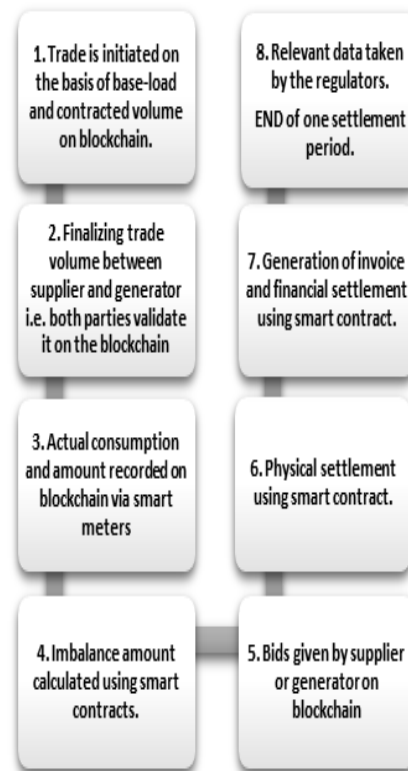 1. Trade is initiated on
the basis of base-load
and contracted volume
on blockchain.
2. Finalizing trade
volume between
supplier and generator
i.e. both parties validate
it on the blockchain
3. Actual consumption
and amount recorded on
blockchain via smart
meters
4. Imbalance amount
calculated using smart
contracts.
5. Bids given by supplier
or generator on
blockchain
6. Physical settlement
using smart contract.
7. Generation of invoice
and financial settlement
using smart contract.
8. Relevant data taken
by the regulators.
END of one settlement
period.